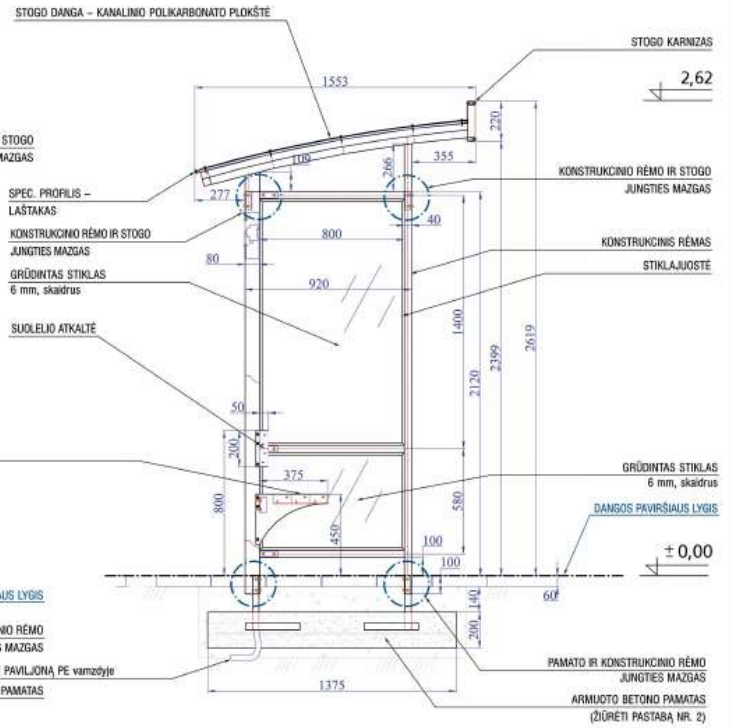 STOGO DANGA – KANALINIO POLIKARBONATO PLOKŠTĖ
STOGO KARNIZAS
1553
2,62
220
STOGO
MAZGAS
109
266
355
KONSTRUKCINIO RĖMO IR STOGO
JUNGTIES MAZGAS
SPEC. PROFILIS –
LAŠTAKAS
277
40
KONSTRUKCINIO RĖMO IR STOGO
JUNGTIES MAZGAS
800
KONSTRUKCINIS RĖMAS
80
STIKLAJUOSTĖ
GRŪDINTAS STIKLAS
6 mm, skaidrus
920
1400
2120
2399
2619
SUOLELIO ATKALTĖ
50
200
375
800
450
580
GRŪDINTAS STIKLAS
6 mm, skaidrus
DANGOS PAVIRŠIAUS LYGIS
100
± 0,00
100
60
AUS LYGIS
140
NIO RĖMO
S MAZGAS
200
PAVILJONĄ PE vamzdyje
PAMATAS
1375
PAMATO IR KONSTRUKCINIO RĖMO
JUNGTIES MAZGAS
ARMUOTO BETONO PAMATAS
(ŽIŪRĖTI PASTABĄ NR. 2)